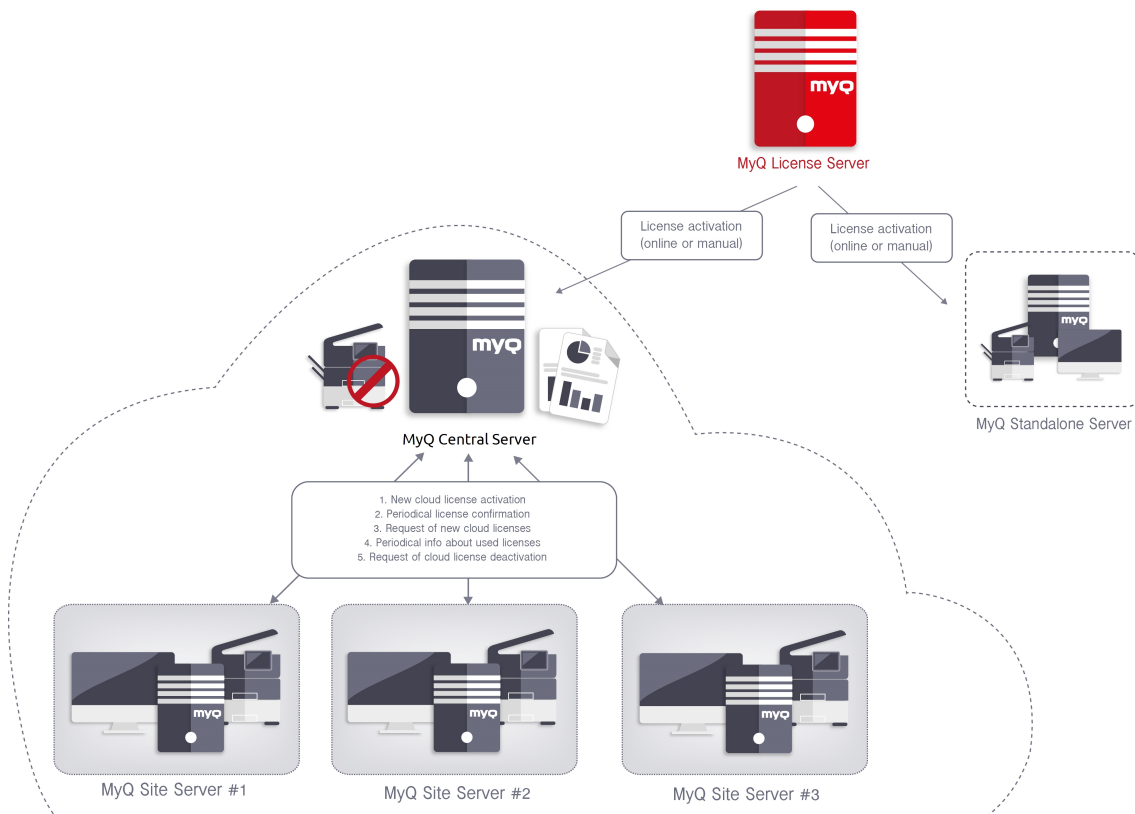 myQ
MyQ License Server
License activation
(online or manual)
License activation
(online or manual)
myQ
MyQ Central Server
myQ
MyQ Standalone Server
1. New cloud license activation
2. Periodical license confirmation
3. Request of new cloud licenses
4. Periodical info about used licenses
5. Request of cloud license deactivation
myQ
MyQ Site Server #1
myQ
MyQ Site Server #2
myQ
MyQ Site Server #3